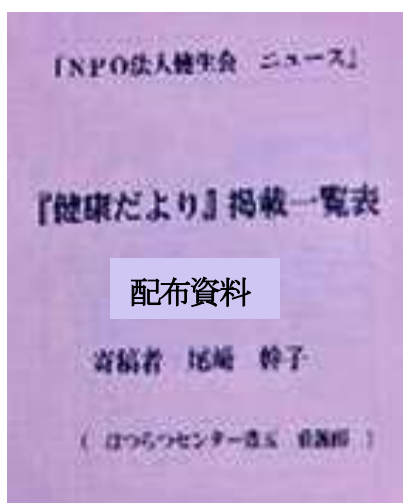 『NPO法人健生会 ニュース』
『健康だより』掲載一覧表
配布資料
寄稿者 尾崎 幹子
( はつらつセンター豊玉 看護師 )